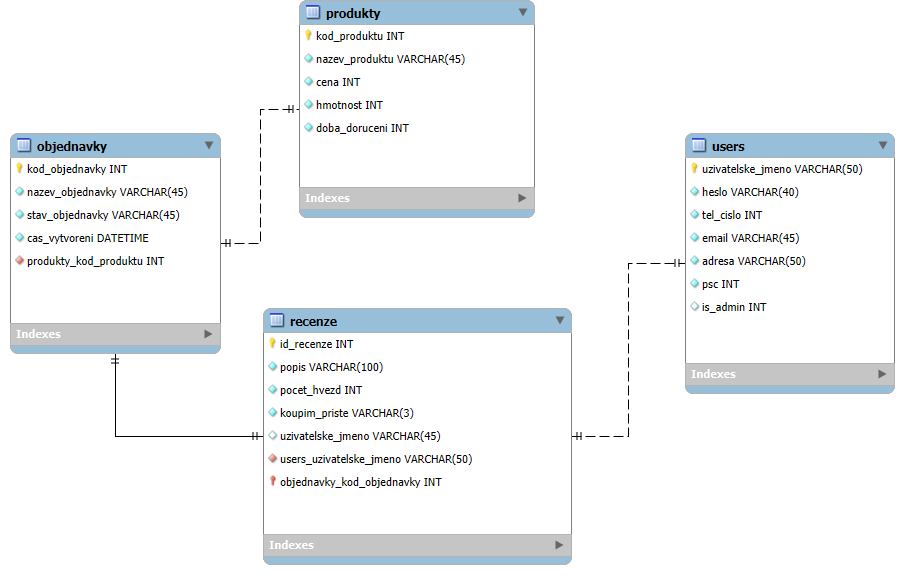 produkty
kod_produktu INT
nazev_produktu VARCHAR(45)
cena INT
hmotnost INT
doba_doruceni INT
Indexes
objednavky
kod_objednavky INT
nazev_objednavky VARCHAR(45)
stav_objednavky VARCHAR(45)
cas_vytvoreni DATETIME
produkty_kod_produktu INT
Indexes
users
uzivatelske_jmeno VARCHAR(50)
heslo VARCHAR(40)
tel_cislo INT
email VARCHAR(45)
adresa VARCHAR(50)
psc INT
is_admin INT
Indexes
recenze
id_recenze INT
popis VARCHAR(100)
pocet_hvezd INT
koupim_priste VARCHAR(3)
uzivatelske_jmeno VARCHAR(45)
users_uzivatelske_jmeno VARCHAR(50)
objednavky_kod_objednavky INT
Indexes